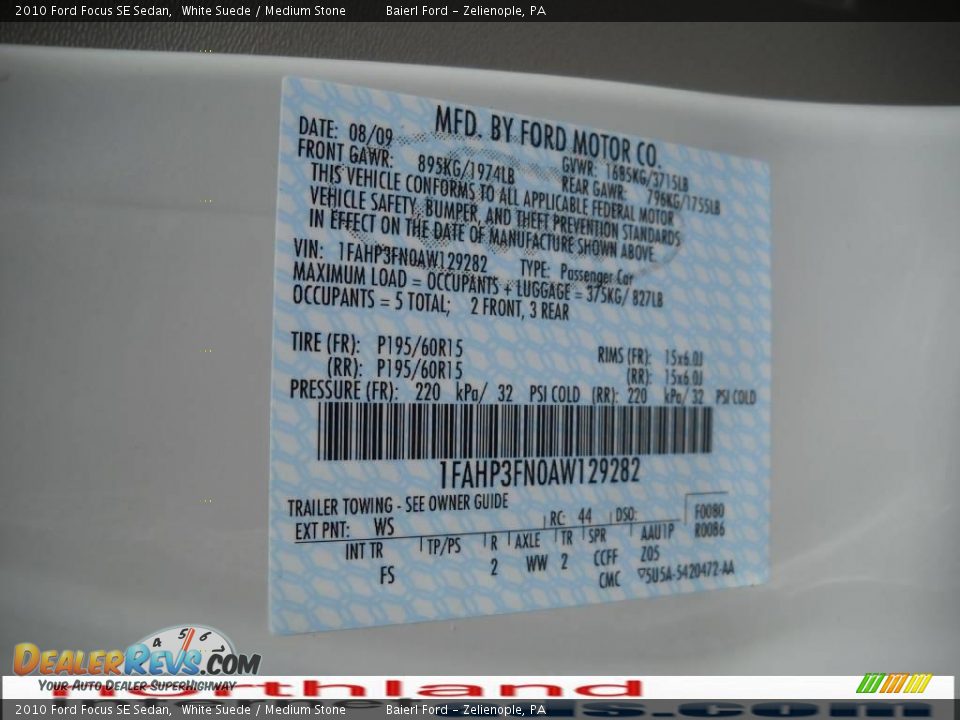 2010 Ford Focus SE Sedan, White Suede / Medium Stone Baierl Ford - Zelienople, PA
MFD. BY FORD MOTOR CO.
DATE: 08/09 GVWR: 1685KG/3715LB
FRONT GAWR: 895KG/1974LB REAR GAWR: 796KG/1755LB
THIS VEHICLE CONFORMS TO ALL APPLICABLE FEDERAL MOTOR
VEHICLE SAFETY, BUMPER, AND THEFT PREVENTION STANDARDS
IN EFFECT ON THE DATE OF MANUFACTURE SHOWN ABOVE.
VIN: 1FAHP3FN0AW129282 TYPE: Passenger Car
MAXIMUM LOAD = OCCUPANTS + LUGGAGE = 375KG/ 827LB
OCCUPANTS = 5 TOTAL; 2 FRONT, 3 REAR
TIRE (FR): P195/60R15 RIMS (FR): 15x6.0J
(RR): P195/60R15 (RR): 15x6.0J
PRESSURE (FR): 220 kPa/ 32 PSI COLD (RR): 220 kPa/ 32 PSI COLD
1FAHP3FN0AW129282
TRAILER TOWING - SEE OWNER GUIDE
EXT PNT: WS RC: 44 DSO: F0080
R0086
INT TR TP/PS R AXLE TR SPR AAU1P
FS 2 WW 2 CCFF Z05
CMC ▽5U5A-5420472-AA
DEALERREVS.COM
YOUR AUTO DEALER SUPERHIGHWAY
2010 Ford Focus SE Sedan, White Suede / Medium Stone Baierl Ford - Zelienople, PA